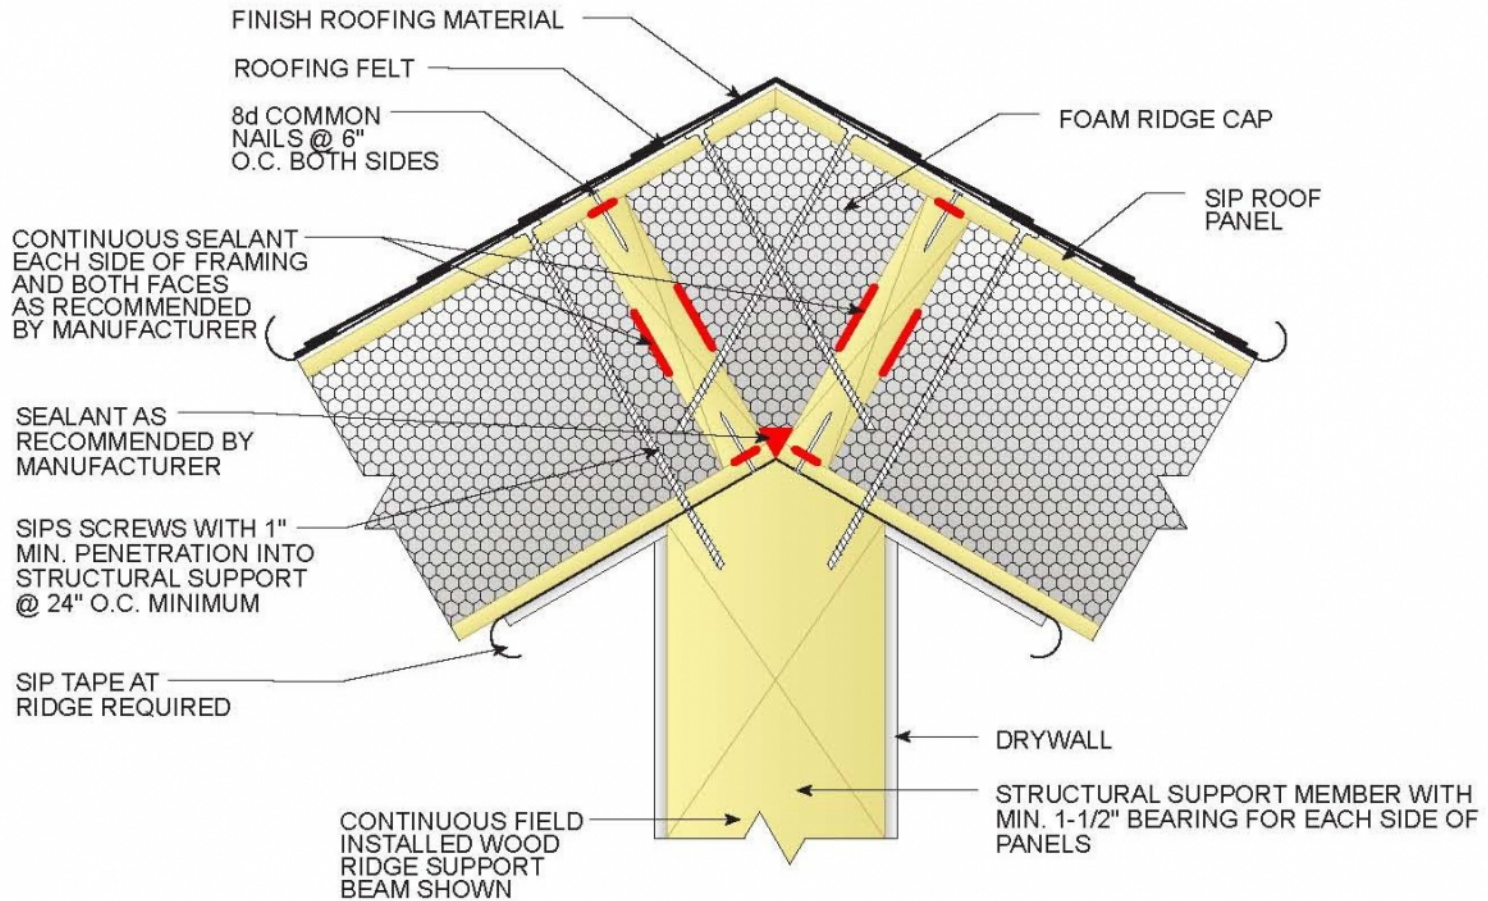 FINISH ROOFING MATERIAL
ROOFING FELT
8d COMMON
NAILS @ 6"
O.C. BOTH SIDES
CONTINUOUS SEALANT
EACH SIDE OF FRAMING
AND BOTH FACES
AS RECOMMENDED
BY MANUFACTURER
SEALANT AS
RECOMMENDED BY
MANUFACTURER
SIPS SCREWS WITH 1"
MIN. PENETRATION INTO
STRUCTURAL SUPPORT
@ 24" O.C. MINIMUM
SIP TAPE AT
RIDGE REQUIRED
CONTINUOUS FIELD
INSTALLED WOOD
RIDGE SUPPORT
BEAM SHOWN
FOAM RIDGE CAP
SIP ROOF
PANEL
DRYWALL
STRUCTURAL SUPPORT MEMBER WITH
MIN. 1-1/2" BEARING FOR EACH SIDE OF
PANELS